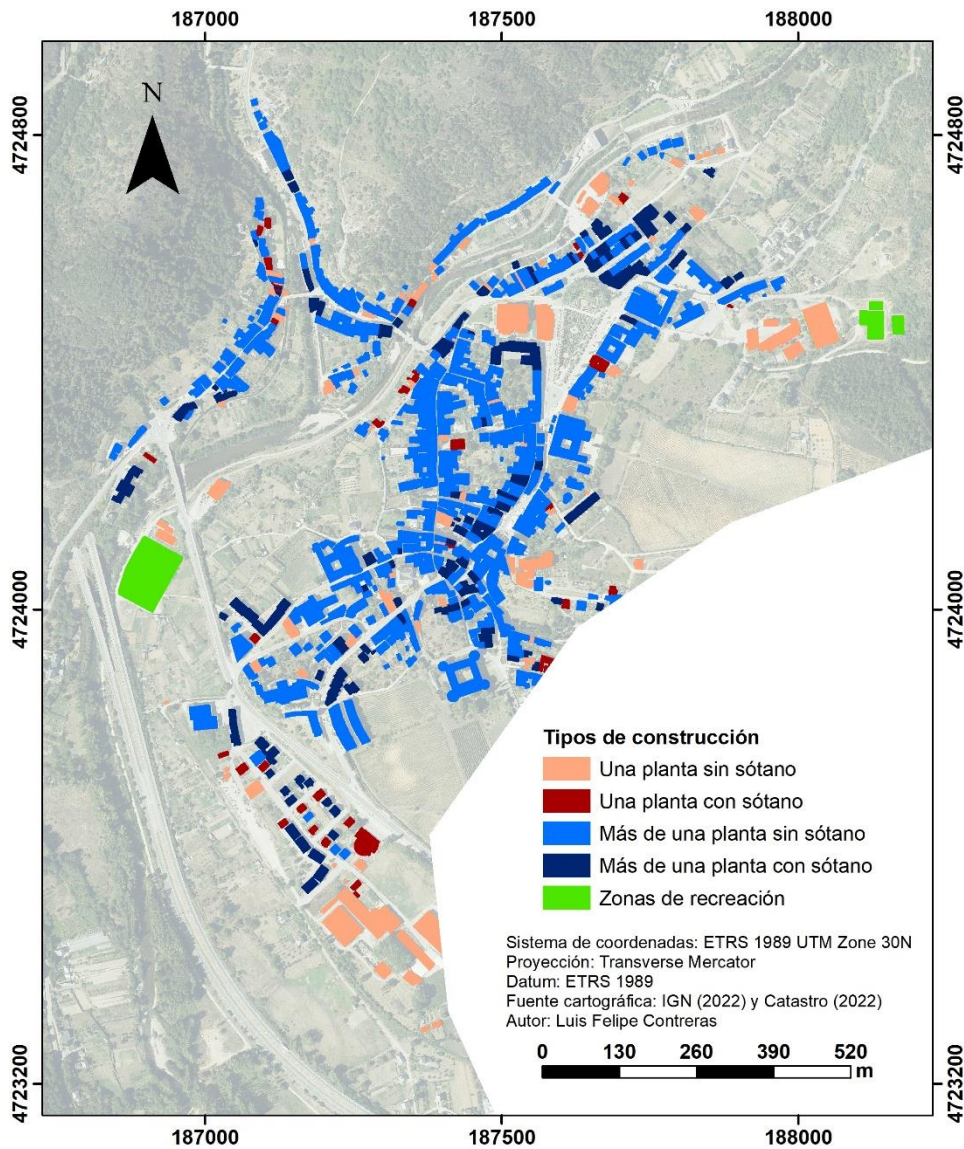 187000 187500 188000
N
4724800 4724800
4724000 4724000
Tipos de construcción
Una planta sin sótano
Una planta con sótano
Más de una planta sin sótano
Más de una planta con sótano
Zonas de recreación
Sistema de coordenadas: ETRS 1989 UTM Zone 30N
Proyección: Transverse Mercator
Datum: ETRS 1989
Fuente cartográfica: IGN (2022) y Catastro (2022)
Autor: Luis Felipe Contreras
0 130 260 390 520
m
4723200 4723200
187000 187500 188000